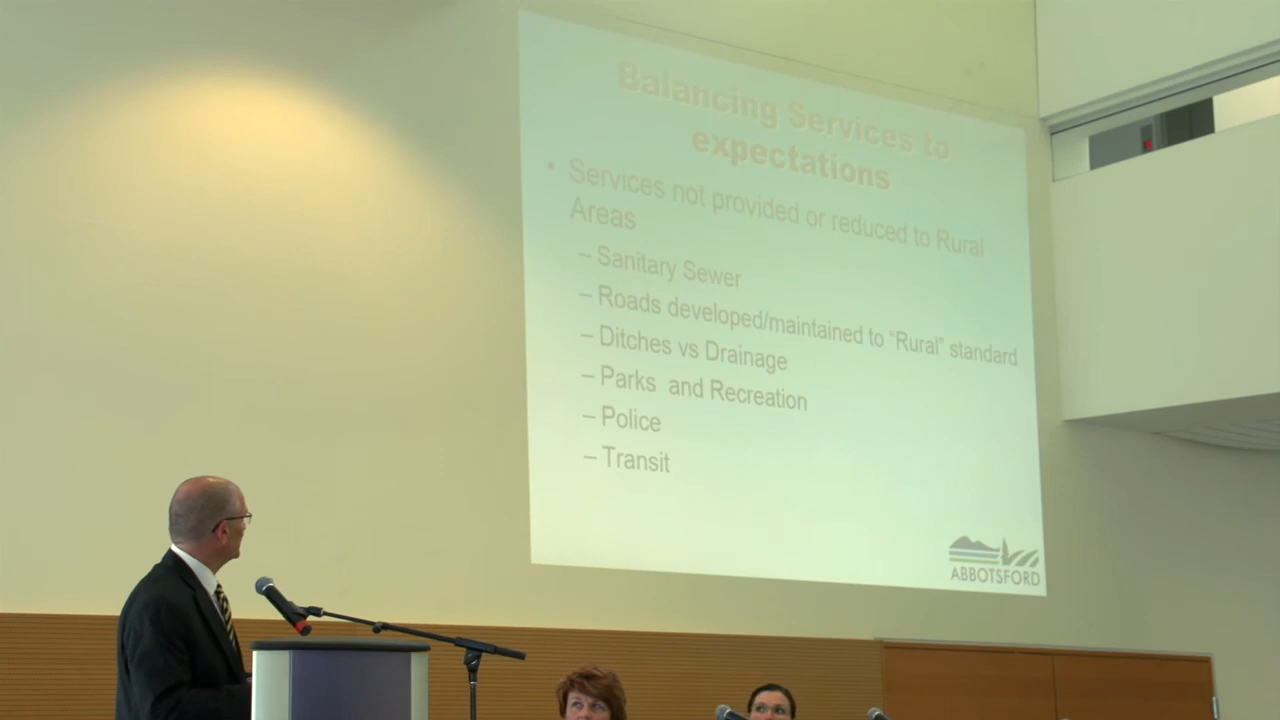 Balancing Services to
expectations
• Services not provided or reduced to Rural
Areas
– Sanitary Sewer
– Roads developed/maintained to “Rural” standard
– Ditches vs Drainage
– Parks and Recreation
– Police
– Transit
ABBOTSFORD